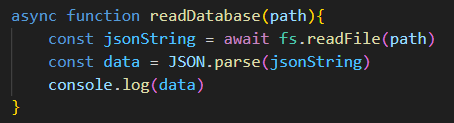 async function readDatabase(path){
    const jsonString = await fs.readFile(path)
    const data = JSON.parse(jsonString)
    console.log(data)
}